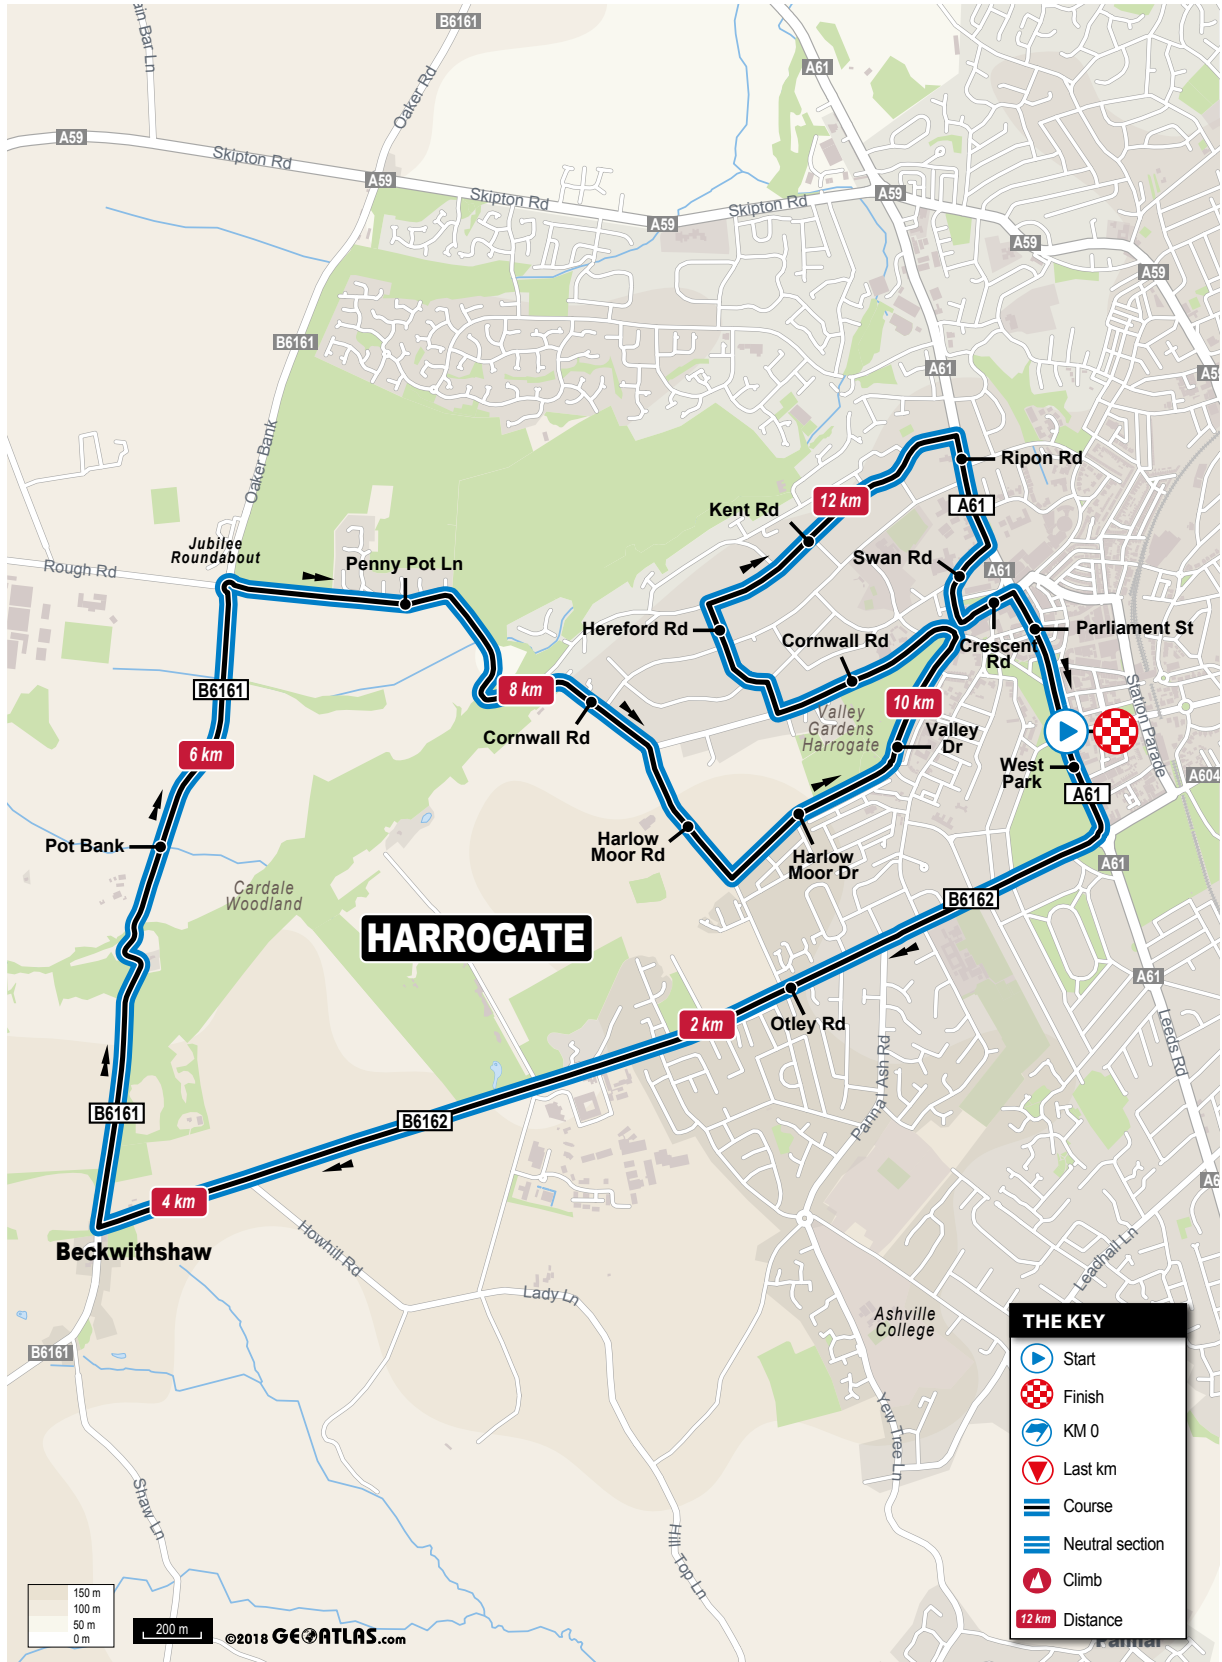 B6161
ain Bar Ln
A61
Oaker Rd
A59
Skipton Rd
A59
Skipton Rd
A59
Skipton Rd
A59
A59
A59
B6161
A61
A59
Oaker Bank
Ripon Rd
12 km
A61
Kent Rd
Jubilee
Roundabout
Swan Rd
A61
Rough Rd
Penny Pot Ln
Hereford Rd
Cornwall Rd
Parliament St
Crescent
Rd
B6161
8 km
10 km
Station Parade
Valley
Gardens
Harrogate
Cornwall Rd
Valley
Dr
6 km
West
Park
A604
A61
Pot Bank
Harlow
Moor Rd
Harlow
Moor Dr
A61
Cardale
Woodland
B6162
HARROGATE
A61
2 km
Otley Rd
Leeds Rd
Pannal Ash Rd
B6161
B6162
A6
4 km
Beckwithshaw
Howhill Rd
Leadhall Ln
Lady Ln
Ashville
College
B6161
Yew Tree Ln
Shaw Ln
Hill Top Ln
THE KEY
Start
Finish
KM 0
Last km
Course
Neutral section
Climb
12 km Distance
Pannal
150 m
100 m
50 m
0 m
200 m
©2018 GEOATLAS.com